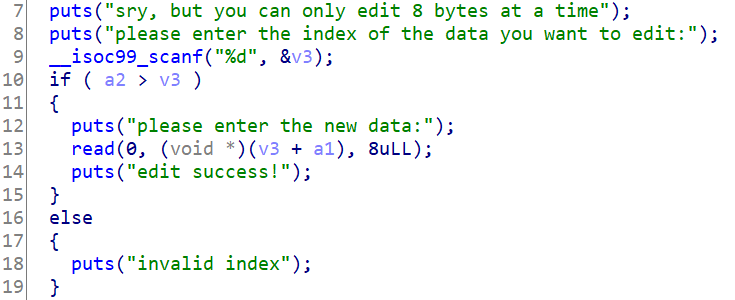 7 puts("sry, but you can only edit 8 bytes at a time");
8 puts("please enter the index of the data you want to edit:");
9 __isoc99_scanf("%d", &v3);
10 if ( a2 > v3 )
11 {
12 puts("please enter the new data:");
13 read(0, (void *)(v3 + a1), 8uLL);
14 puts("edit success!");
15 }
16 else
17 {
18 puts("invalid index");
19 }